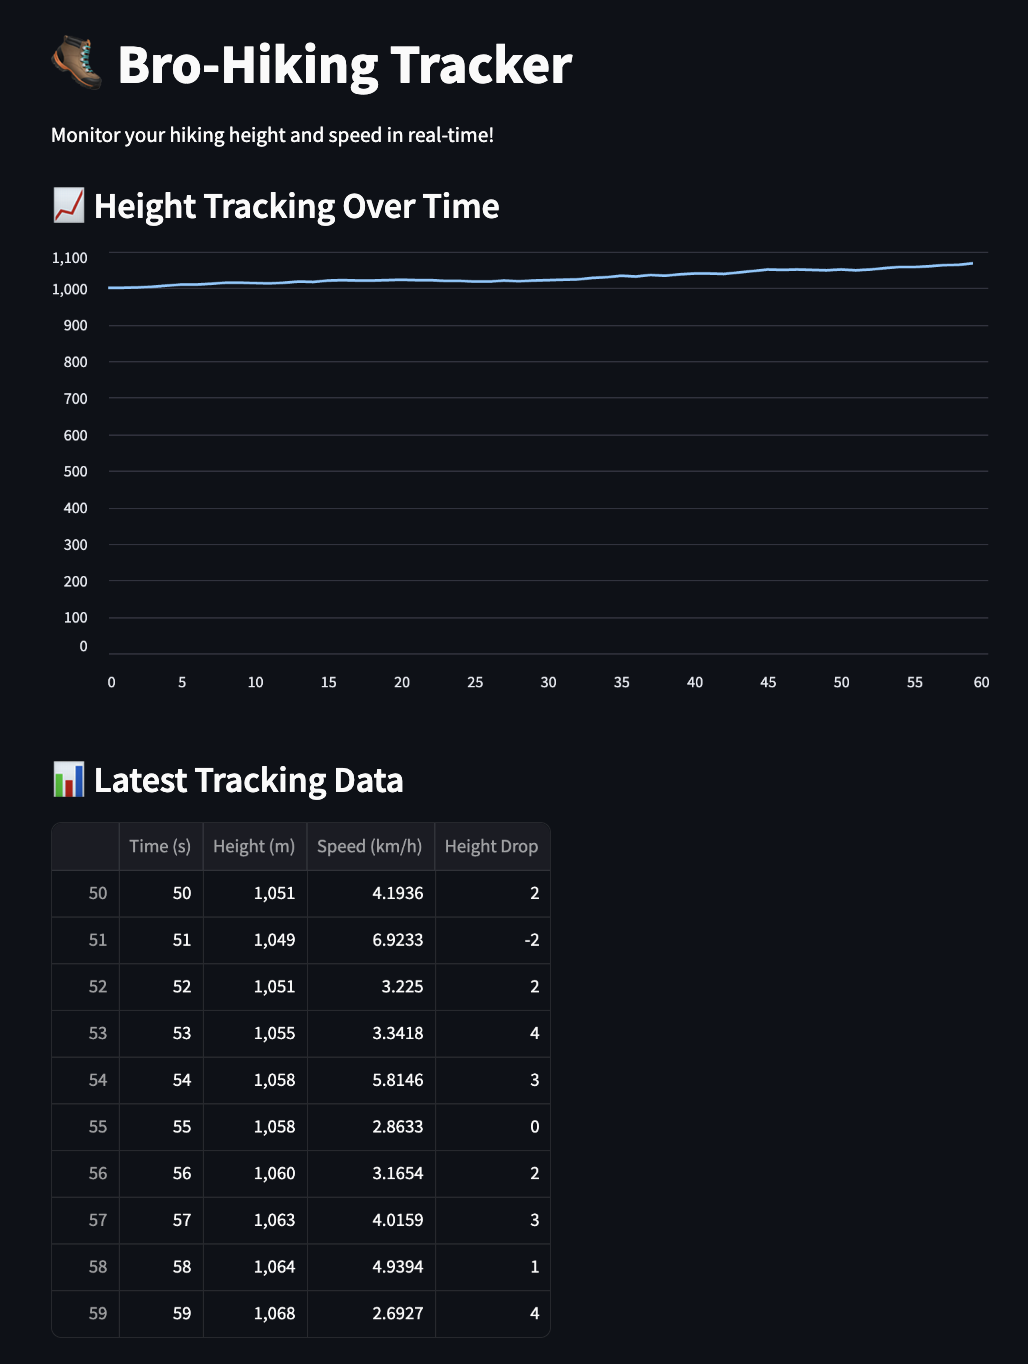 Bro-Hiking Tracker
Monitor your hiking height and speed in real-time!
Height Tracking Over Time
1,100
1,000
900
800
700
600
500
400
300
200
100
0
0 5 10 15 20 25 30 35 40 45 50 55 60
Latest Tracking Data
Time (s) Height (m) Speed (km/h) Height Drop
50 50 1,051 4.1936 2
51 51 1,049 6.9233 -2
52 52 1,051 3.225 2
53 53 1,055 3.3418 4
54 54 1,058 5.8146 3
55 55 1,058 2.8633 0
56 56 1,060 3.1654 2
57 57 1,063 4.0159 3
58 58 1,064 4.9394 1
59 59 1,068 2.6927 4